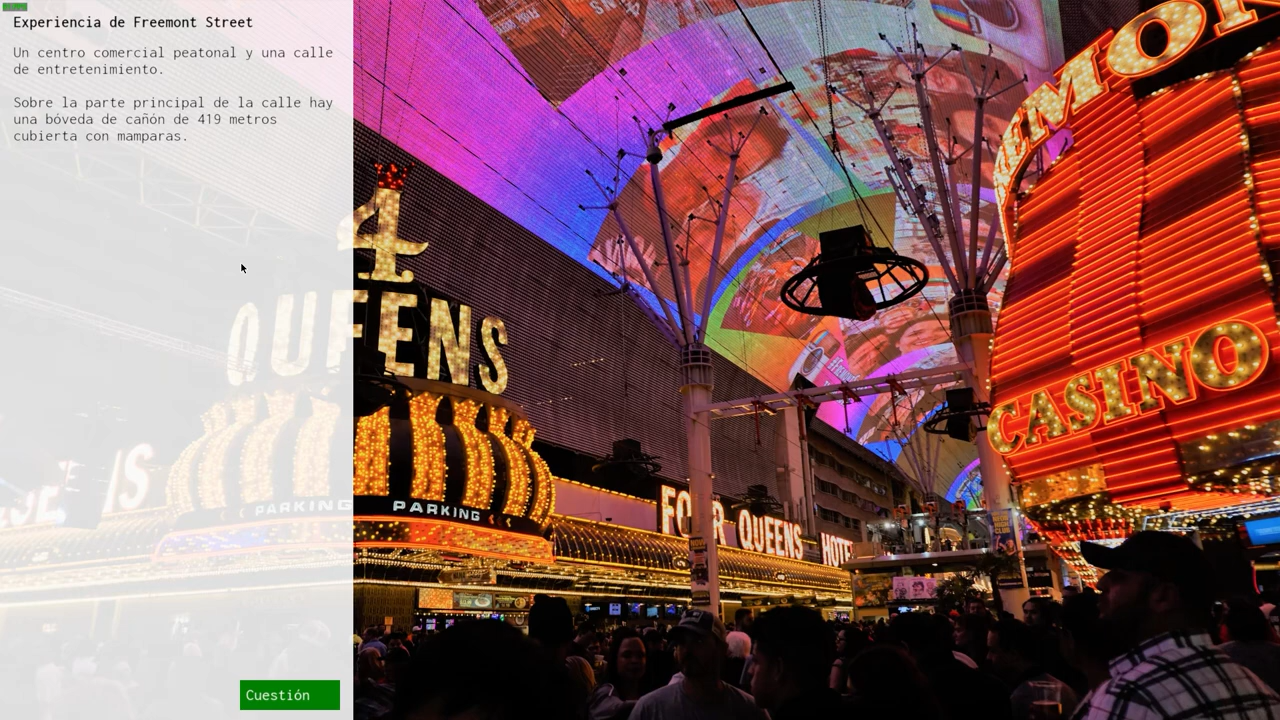 Experiencia de Freemont Street
Un centro comercial peatonal y una calle
de entretenimiento.
Sobre la parte principal de la calle hay
una bóveda de cañón de 419 metros
cubierta con mamparas.
4
QUEENS
PARKING
PARKING
FOUR QUEENS
HOTEL
CASINO
Cuestión